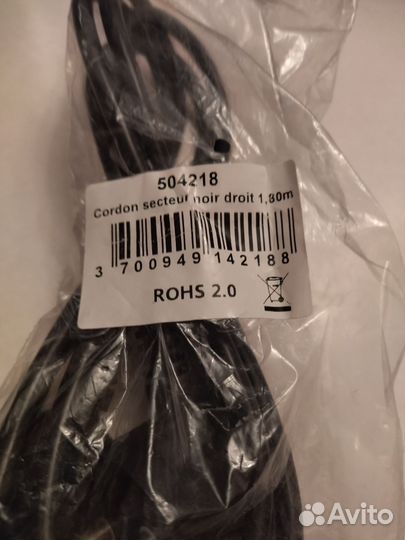 504218
Cordon secteur noir droit 1,80m
3 700949 142188
ROHS 2.0
Avito